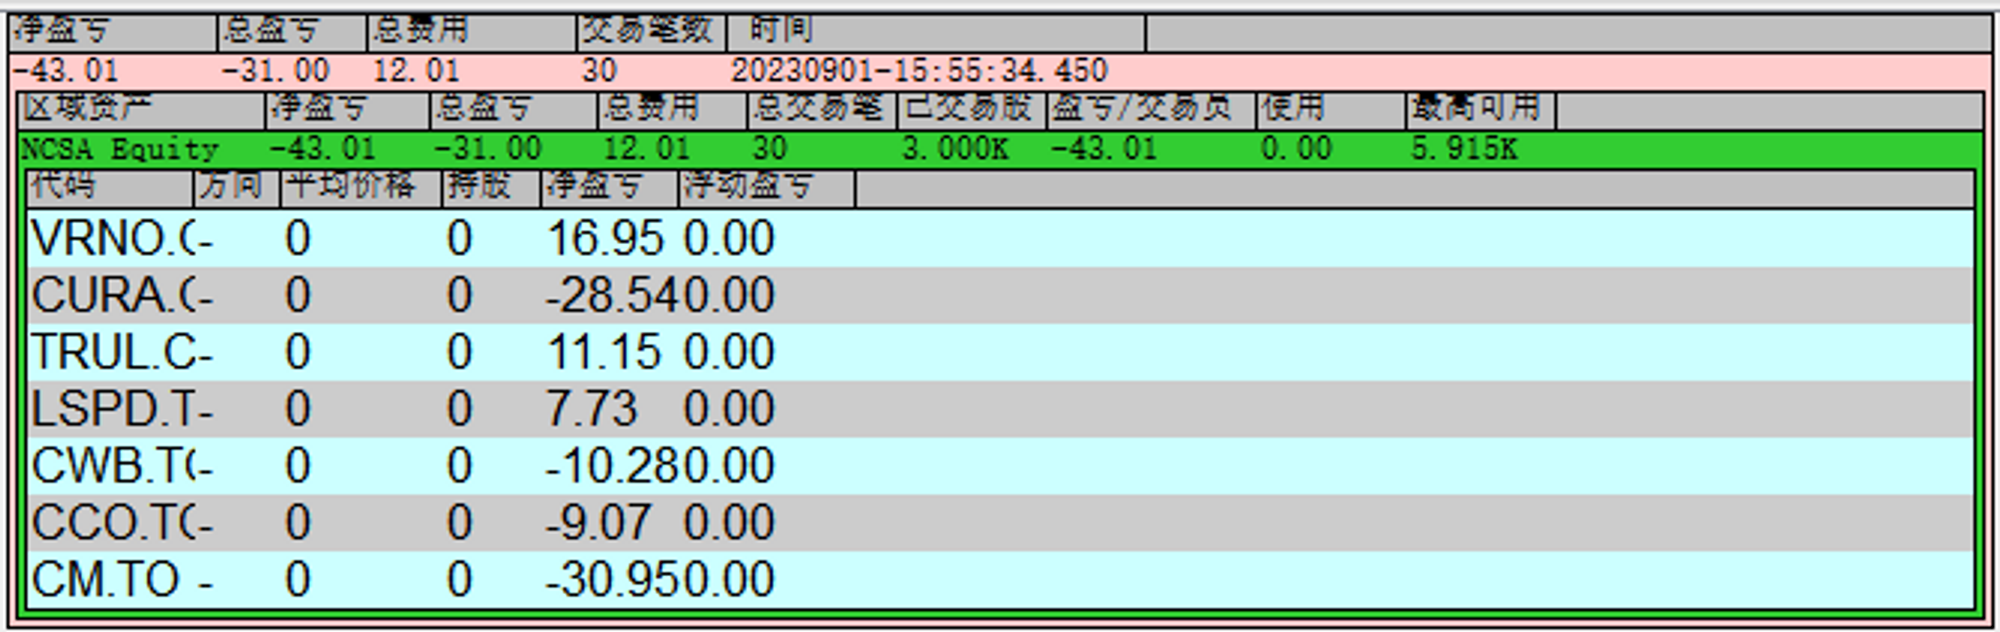 净盈亏 总盈亏 总费用 交易笔数 时间
-43.01 -31.00 12.01 30 20230901-15:55:34.450
区域资产 净盈亏 总盈亏 总费用 总交易笔 已交易股 盈亏/交易员 使用 最高可用
NCSA Equity -43.01 -31.00 12.01 30 3.000K -43.01 0.00 5.915K
代码 方向 平均价格 持股 净盈亏 浮动盈亏
VRNO.C- 0 0 16.95 0.00
CURA.C- 0 0 -28.54 0.00
TRUL.C- 0 0 11.15 0.00
LSPD.T- 0 0 7.73 0.00
CWB.TO- 0 0 -10.28 0.00
CCO.TO- 0 0 -9.07 0.00
CM.TO - 0 0 -30.95 0.00